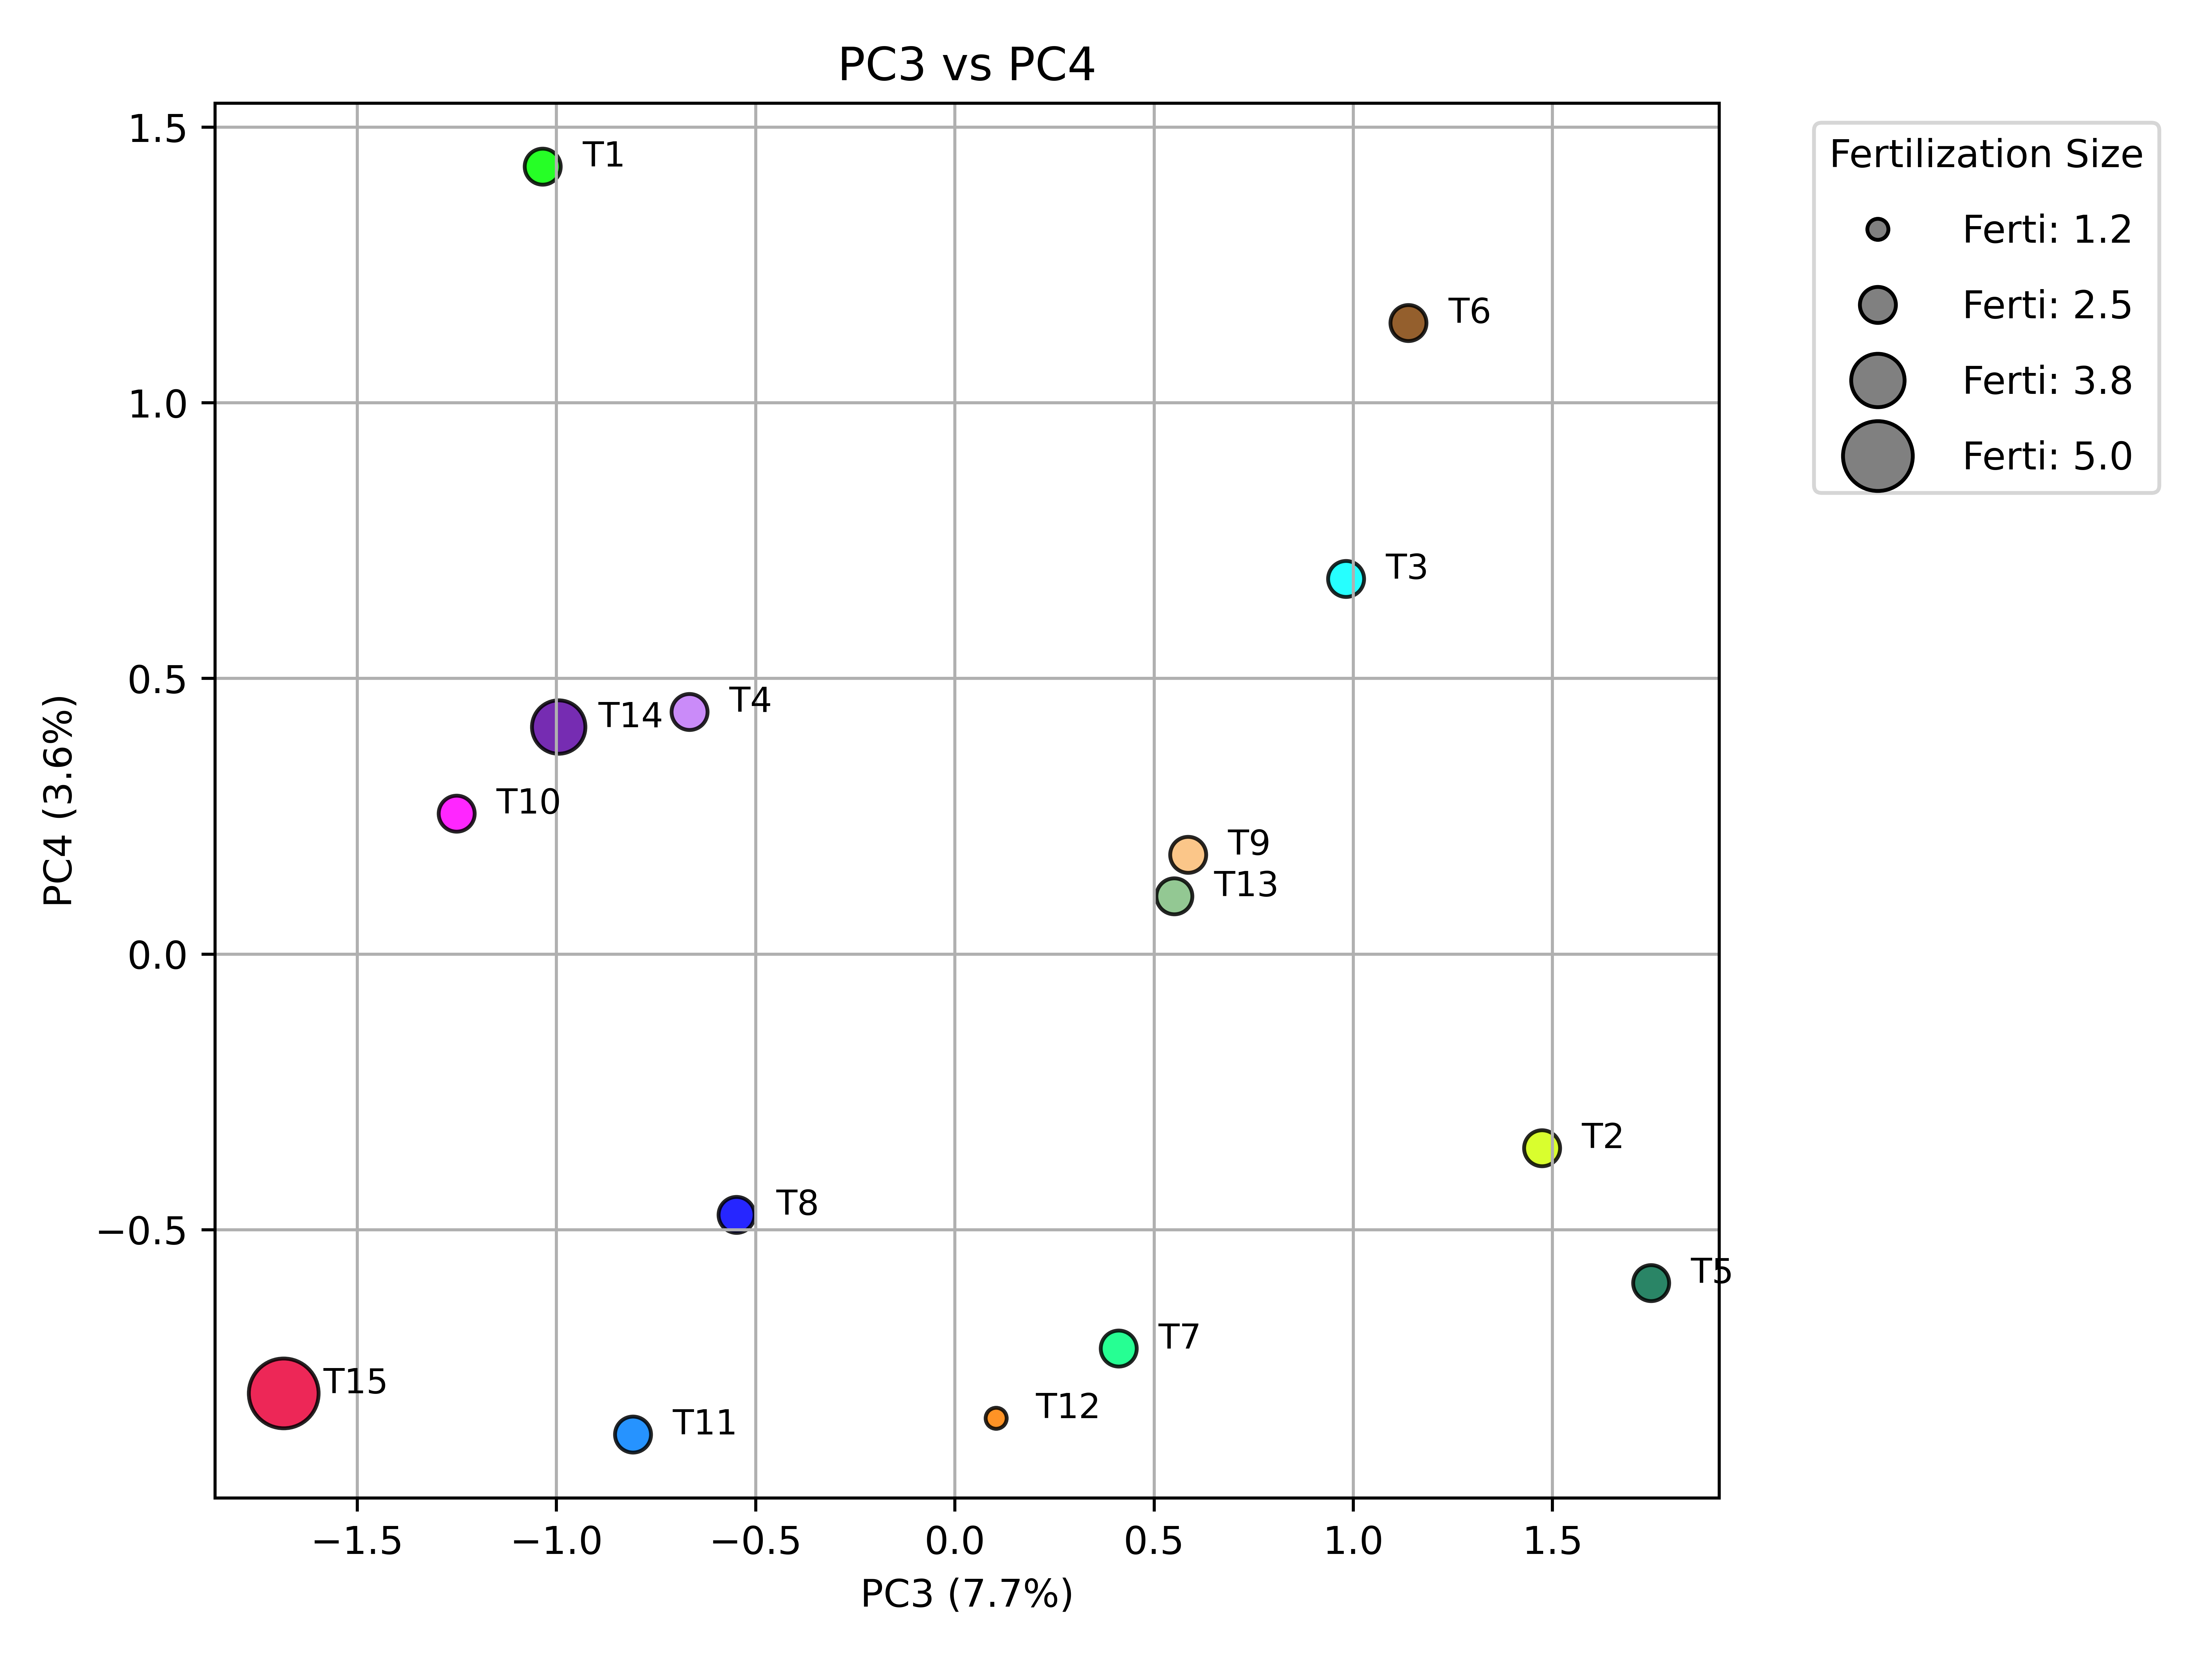 PC3 vs PC4
1.5
1.0
0.5
0.0
−0.5
PC4 (3.6%)
T1
T6
T3
T4
T14
T10
T9
T13
T2
T8
T5
T7
T15
T12
T11
−1.5
−1.0
−0.5
0.0
0.5
1.0
1.5
PC3 (7.7%)
Fertilization Size
Ferti: 1.2
Ferti: 2.5
Ferti: 3.8
Ferti: 5.0